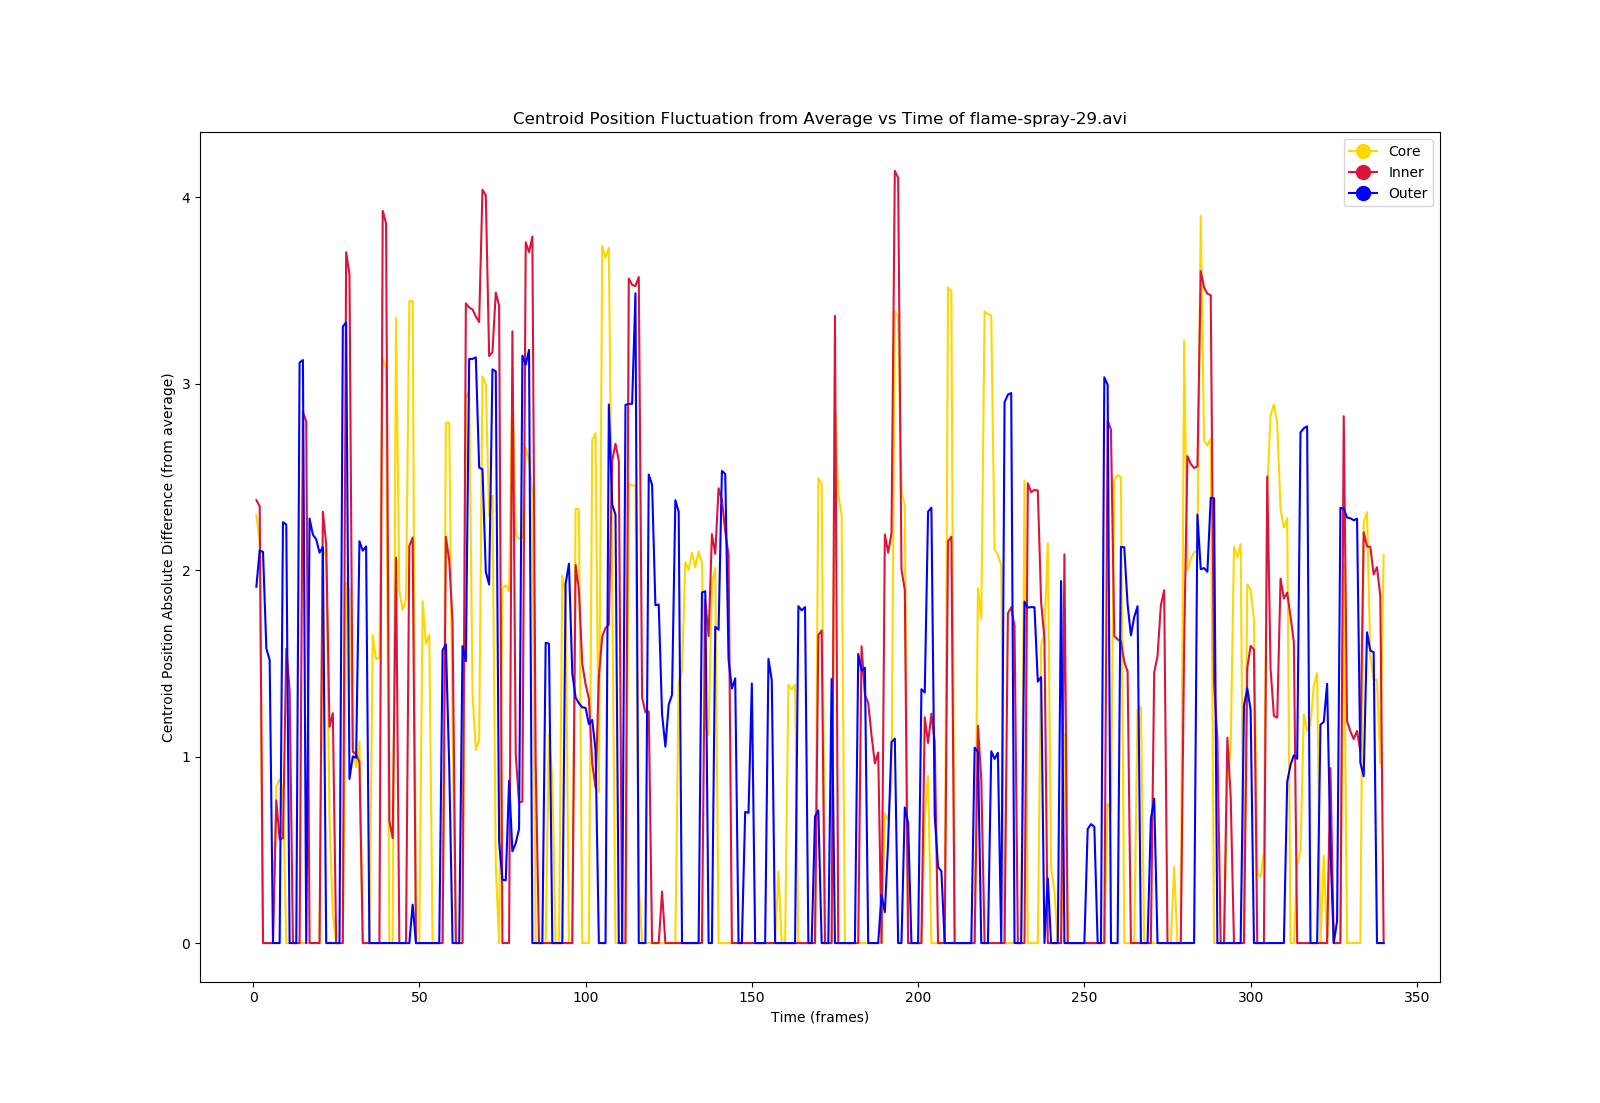 Centroid Position Fluctuation from Average vs Time of flame-spray-29.avi
Core
Inner
Outer
Centroid Position Absolute Difference (from average)
4
3
2
1
0
0 50 100 150 200 250 300 350
Time (frames)